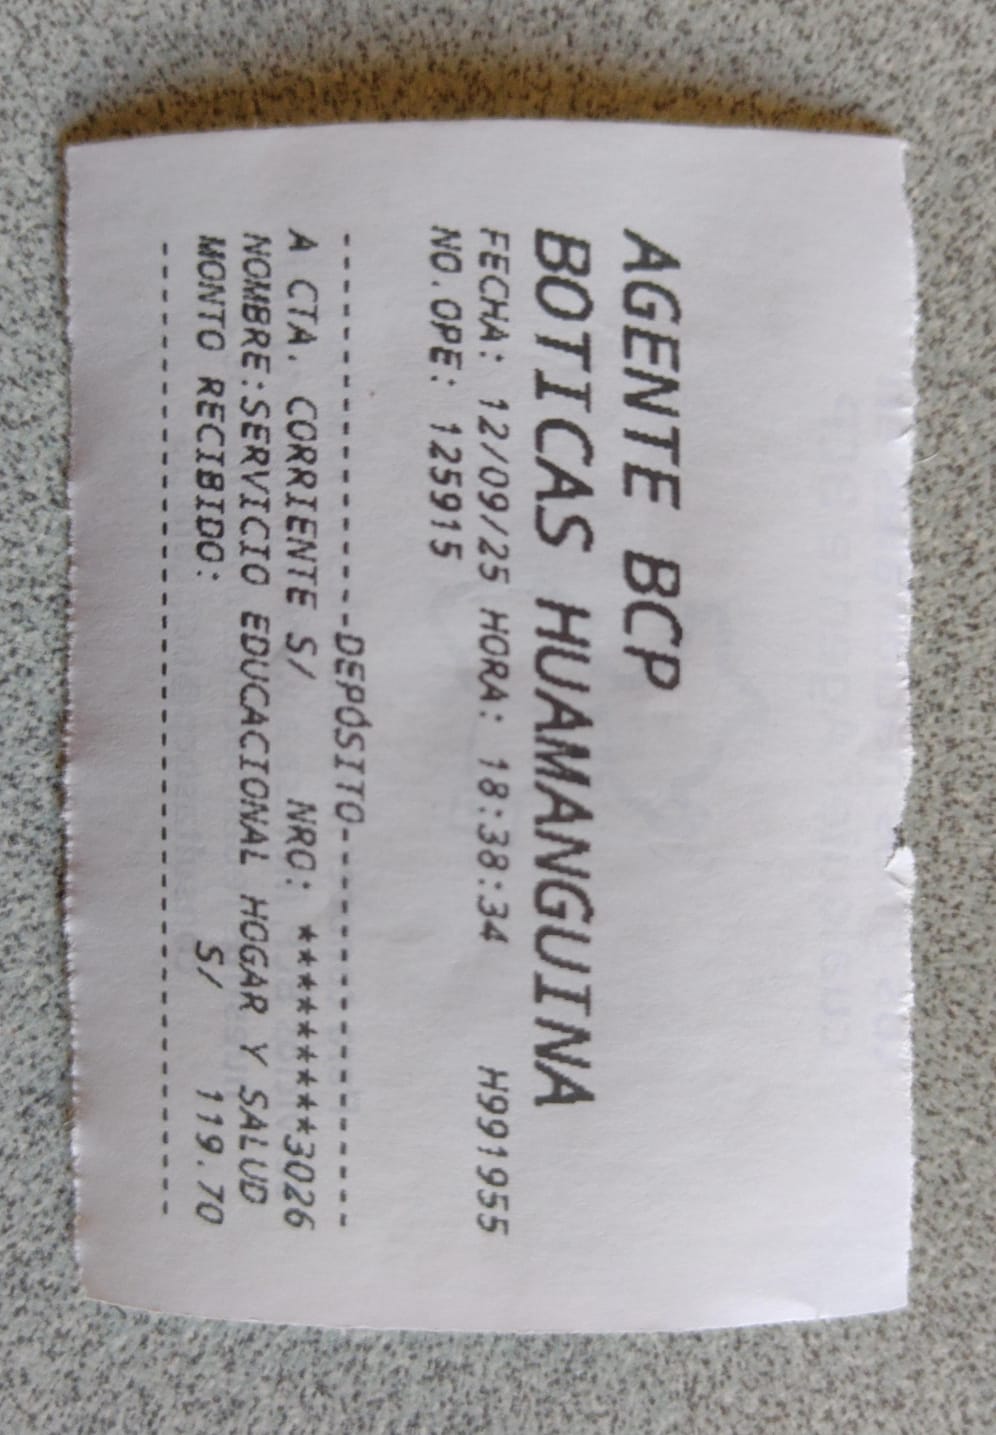 AGENTE BCP
BOTICAS HUAMANGUINA
FECHA: 12/09/25 HORA: 18:38:34 H991955
NO.OPE: 125915
----------------DEPÓSITO----------------
A CTA. CORRIENTE S/ NRO: **********3026
NOMBRE:SERVICIO EDUCACIONAL HOGAR Y SALUD
MONTO RECIBIDO: S/ 119.70
----------------------------------------